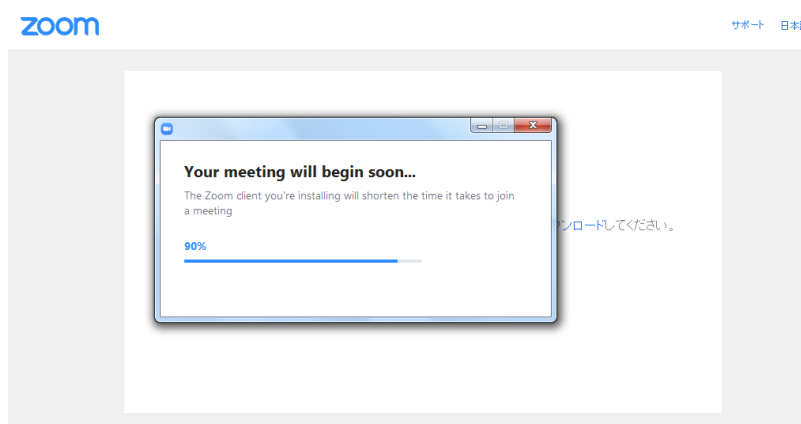 zoom
サポート 日本
Your meeting will begin soon...
The Zoom client you're installing will shorten the time it takes to join
a meeting
ンロードしてください。
90%